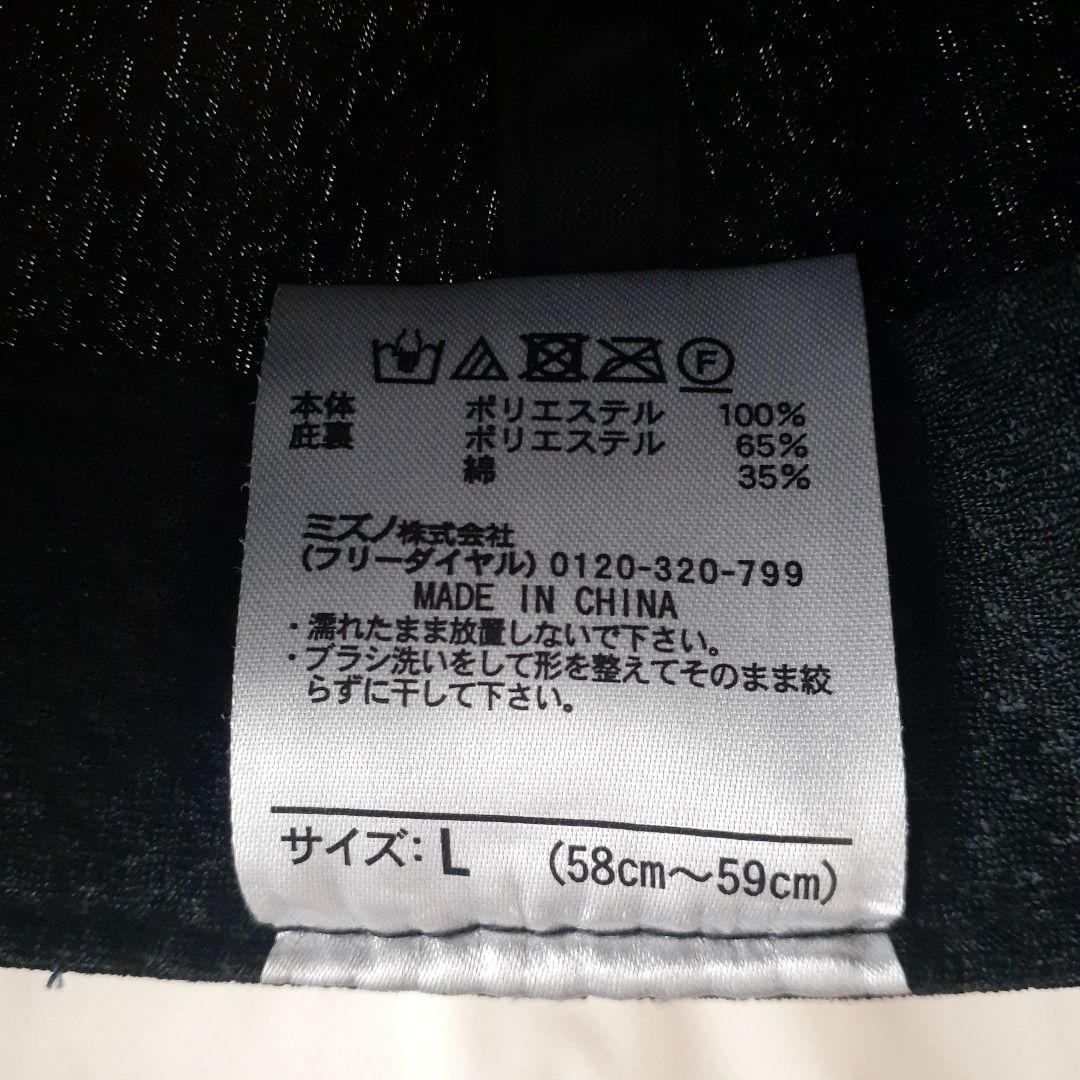 F
本体 ポリエステル 100%
庇裏 ポリエステル 65%
綿 35%
ミズノ株式会社
(フリーダイヤル) 0120-320-799
MADE IN CHINA
・濡れたまま放置しないで下さい。
・ブラシ洗いをして形を整えてそのまま絞
らずに干して下さい。
サイズ: L (58cm～59cm)